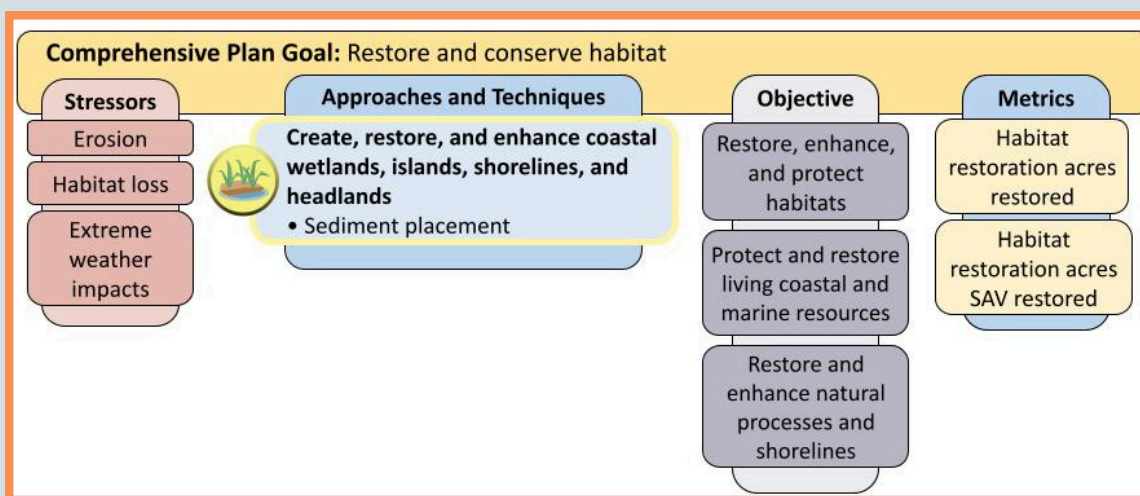 Comprehensive Plan Goal: Restore and conserve habitat
Stressors
Erosion
Habitat loss
Extreme
weather
impacts
Approaches and Techniques
Create, restore, and enhance coastal
wetlands, islands, shorelines, and
headlands
• Sediment placement
Objective
Restore, enhance,
and protect
habitats
Protect and restore
living coastal and
marine resources
Restore and
enhance natural
processes and
shorelines
Metrics
Habitat
restoration acres
restored
Habitat
restoration acres
SAV restored